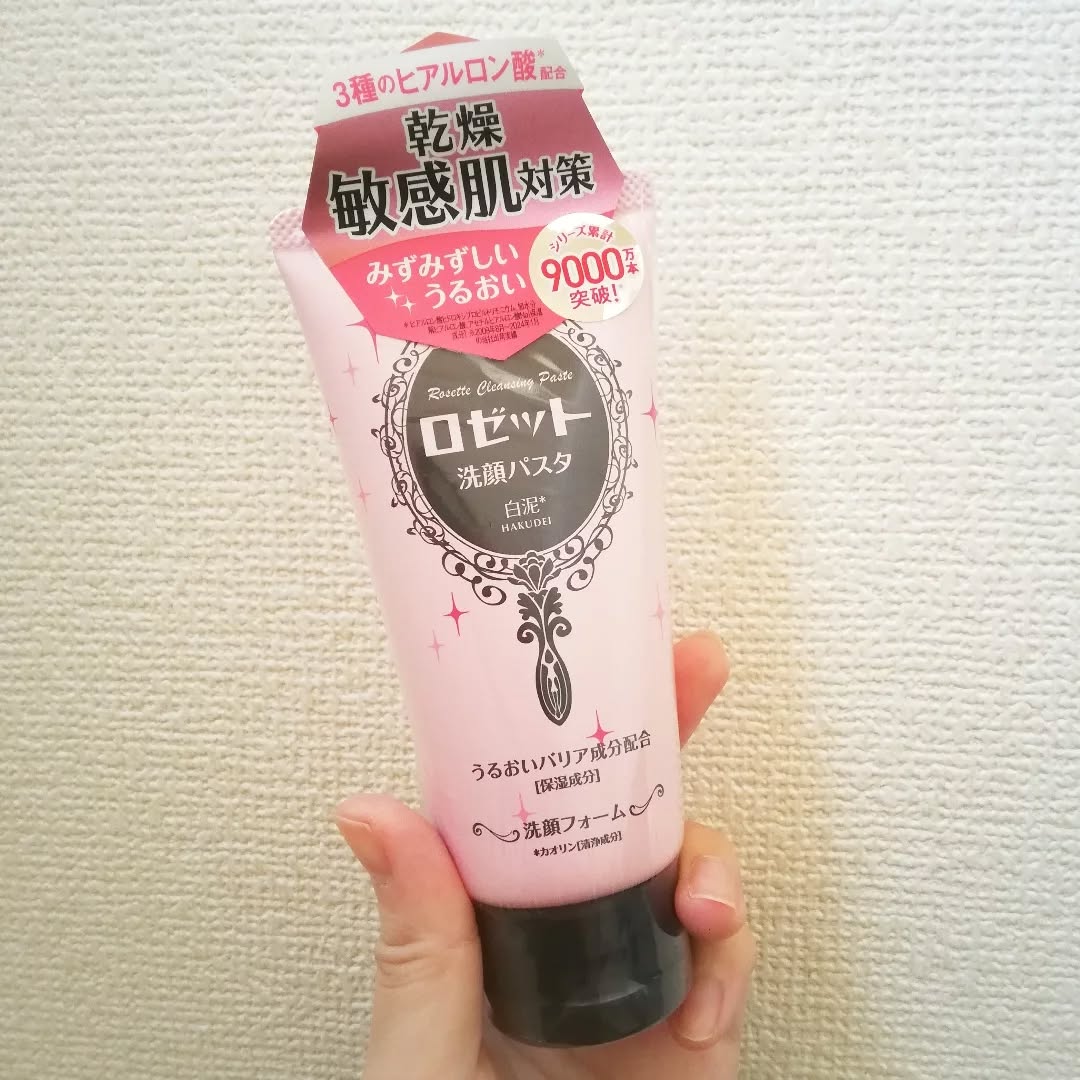 3種のヒアルロン酸*配合
乾燥
敏感肌対策
みずみずしい
うるおい
シリーズ累計
9000万本
突破!
Rosette Cleansing Paste
ロゼット
洗顔パスタ
白泥*
HAKUDEI
うるおいバリア成分配合
[保湿成分]
洗顔フォーム
*カオリン[清浄成分]